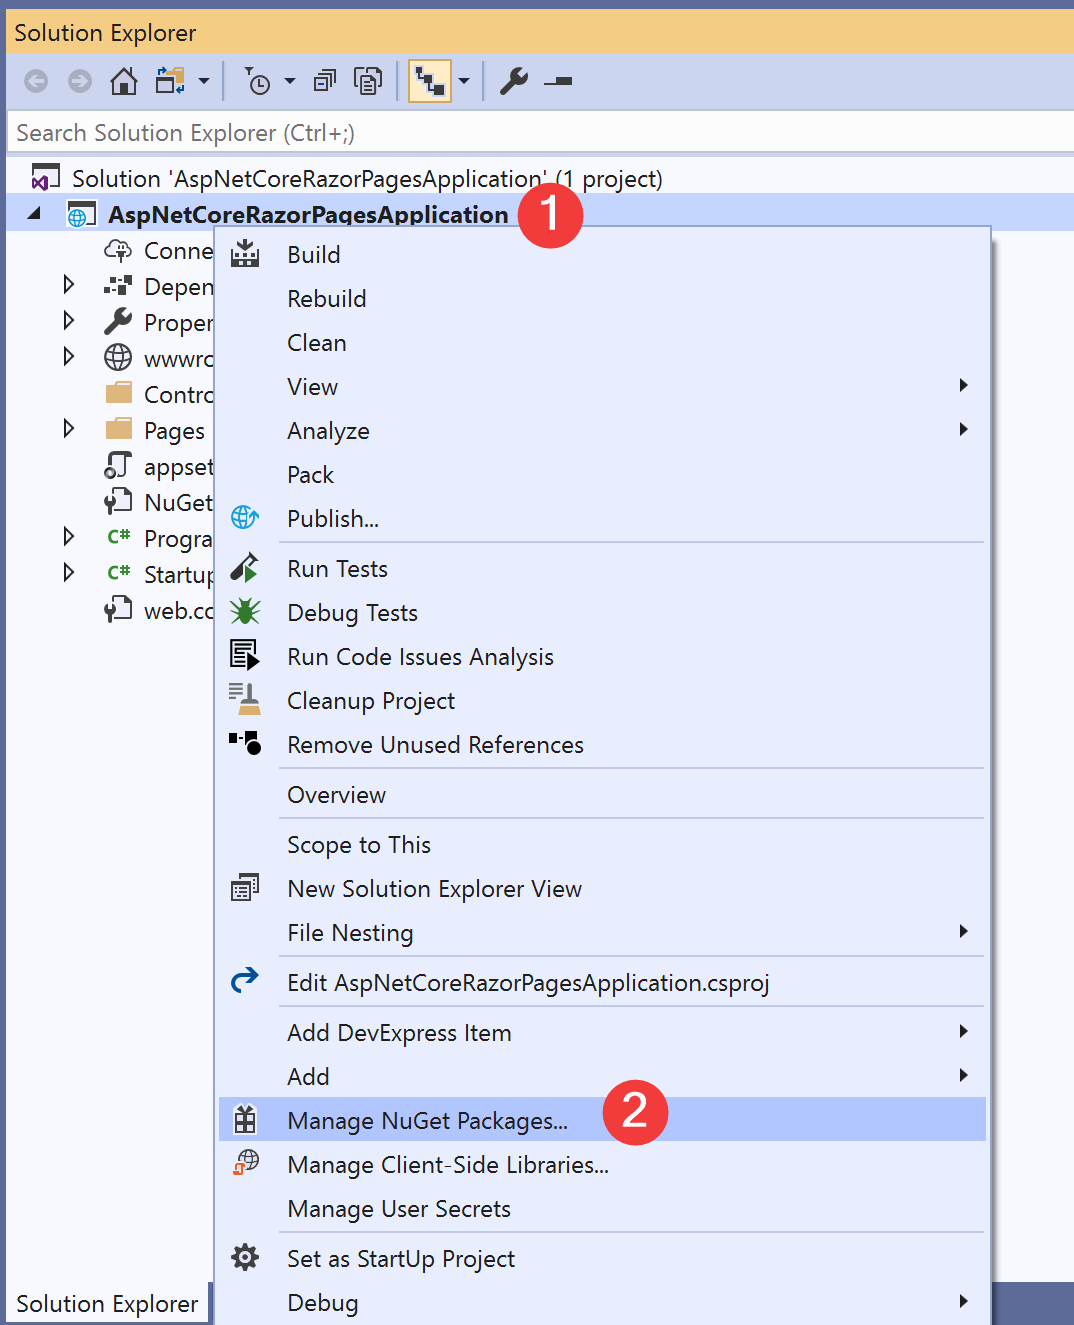 Solution Explorer
Search Solution Explorer (Ctrl+;)
Solution 'AspNetCoreRazorPagesApplication' (1 project)
AspNetCoreRazorPagesApplication
1
Conne
Depen
Proper
wwwro
Contro
Pages
appset
NuGet
C# Progra
C# Startup
web.co
Build
Rebuild
Clean
View
Analyze
Pack
Publish...
Run Tests
Debug Tests
Run Code Issues Analysis
Cleanup Project
Remove Unused References
Overview
Scope to This
New Solution Explorer View
File Nesting
Edit AspNetCoreRazorPagesApplication.csproj
Add DevExpress Item
Add
Manage NuGet Packages...
2
Manage Client-Side Libraries...
Manage User Secrets
Set as StartUp Project
Debug
Solution Explorer